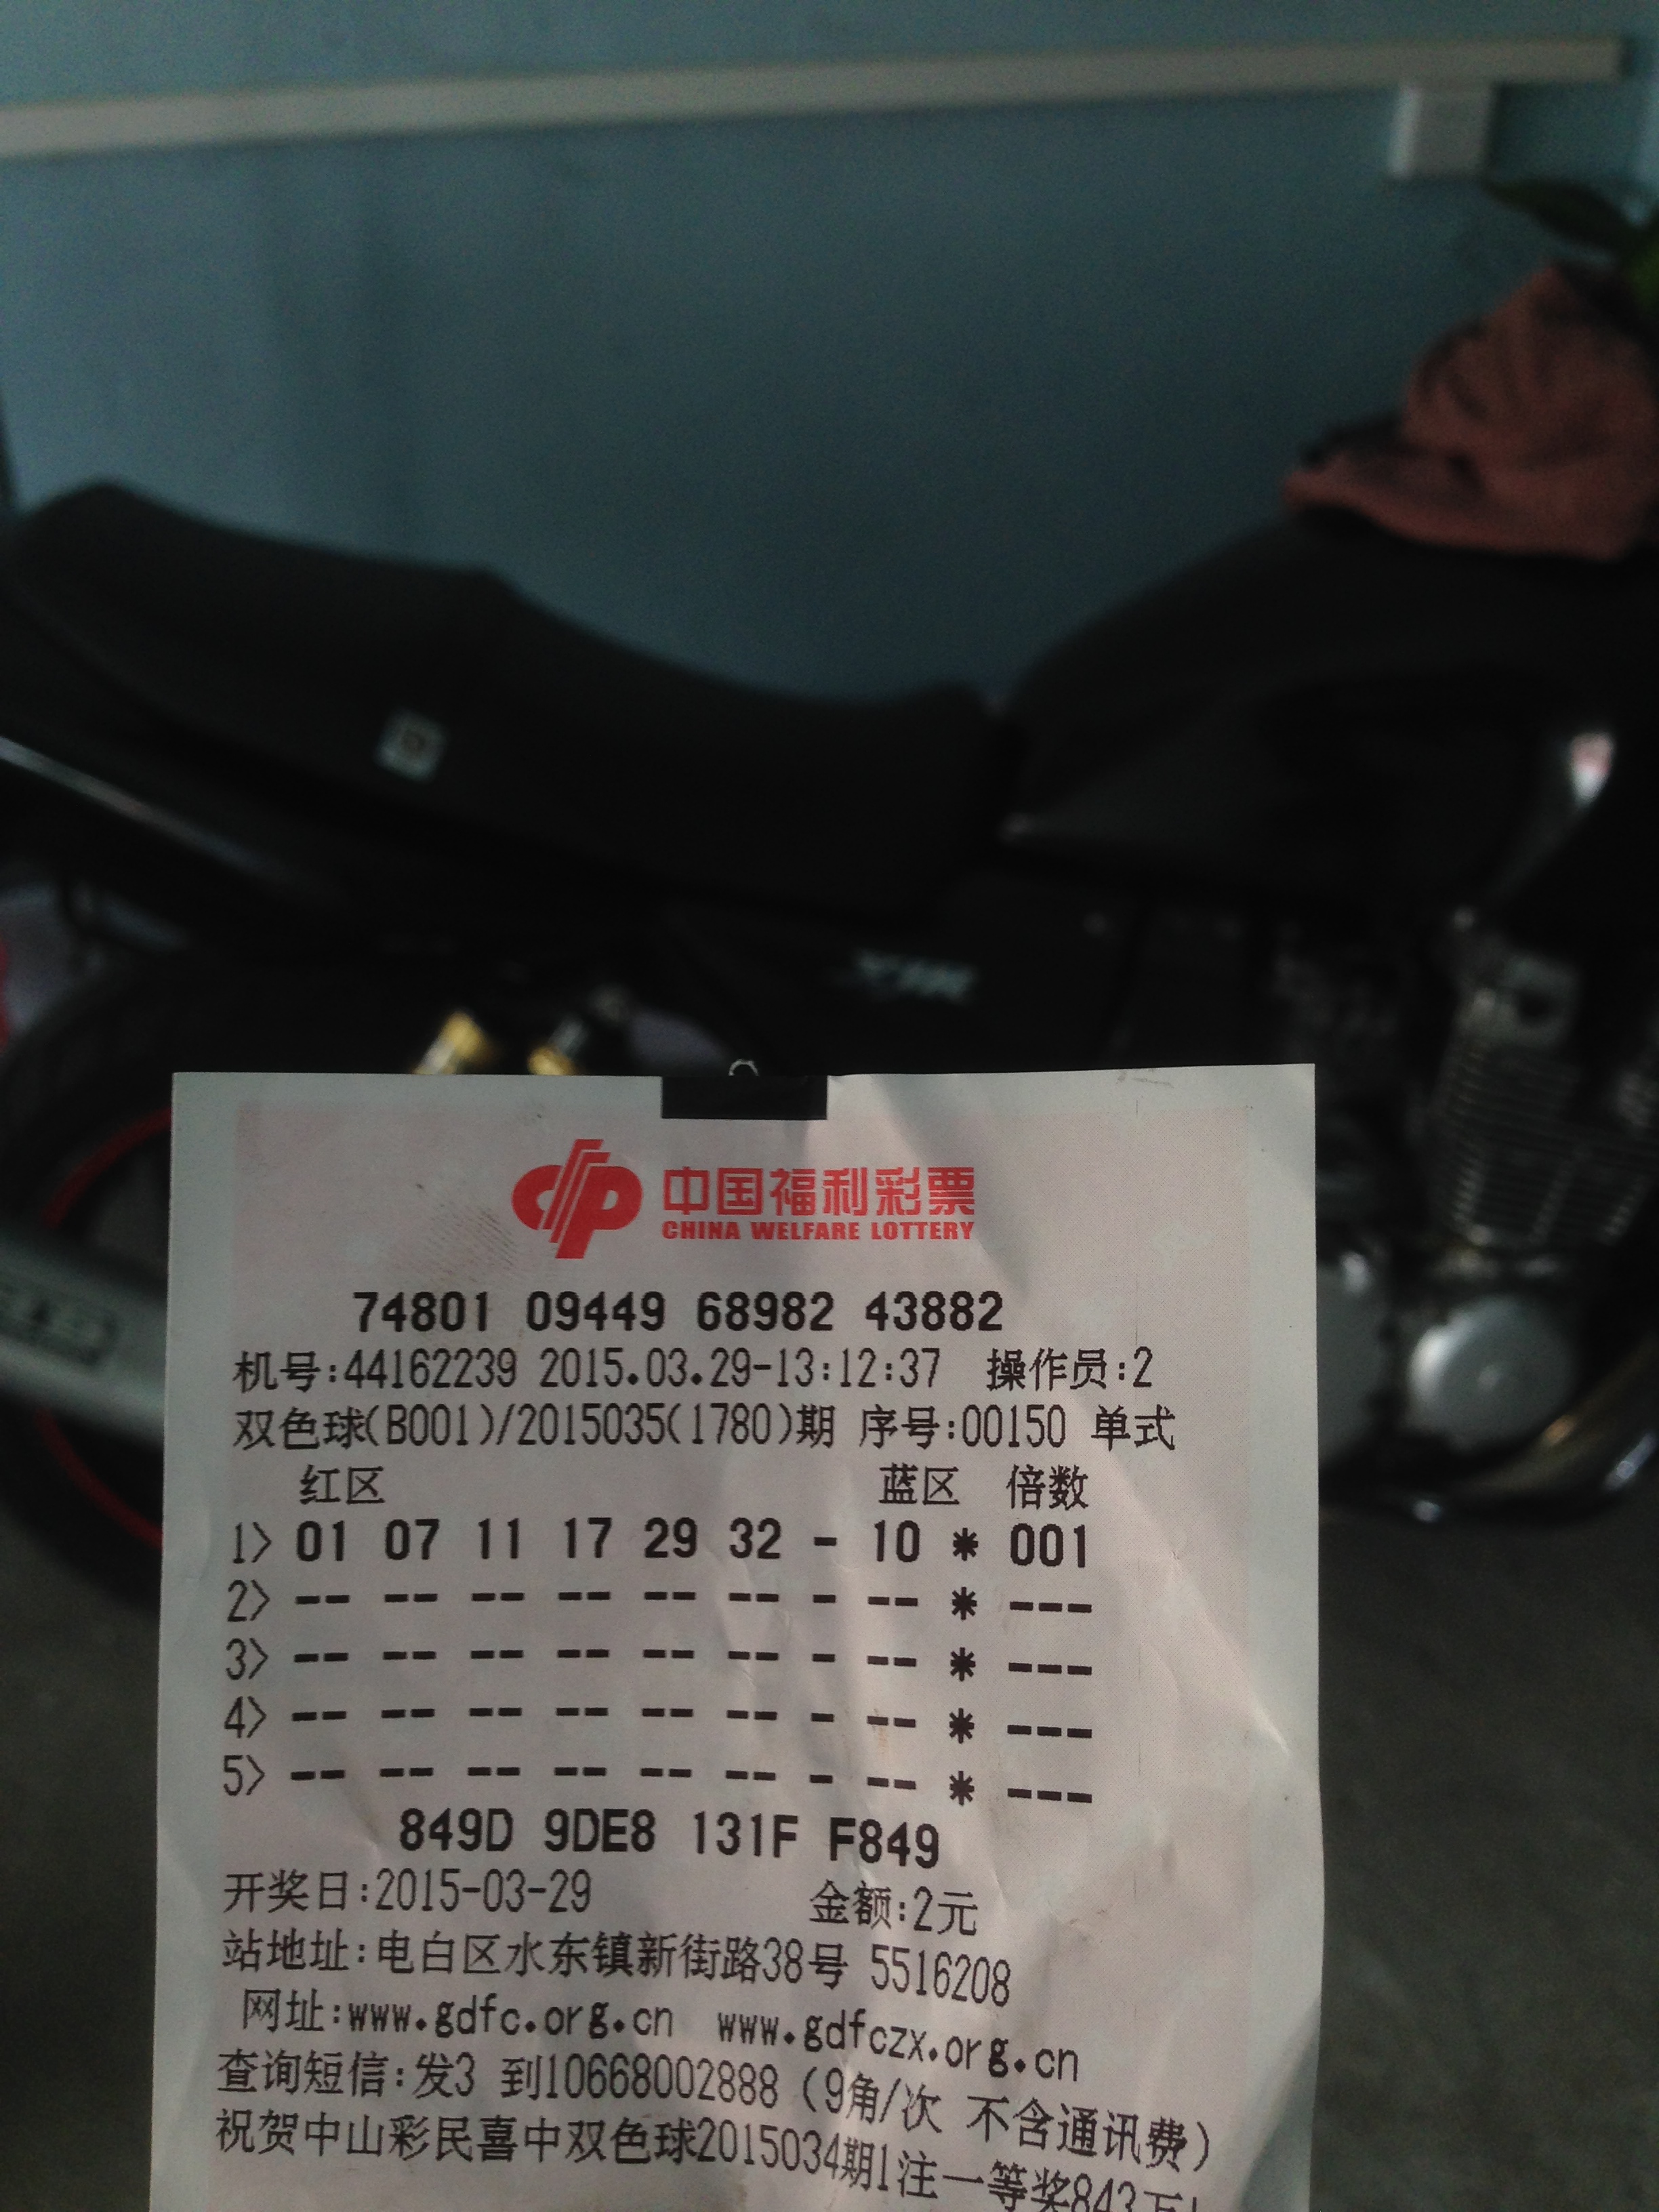 中国福利彩票
CHINA WELFARE LOTTERY
74801 09449 68982 43882
机号:44162239 2015.03.29-13:12:37 操作员:2
双色球(B001)/2015035(1780)期 序号:00150 单式
红区 蓝区 倍数
1> 01 07 11 17 29 32 - 10 * 001
2> -- -- -- -- -- -- - -- * ---
3> -- -- -- -- -- -- - -- * ---
4> -- -- -- -- -- -- - -- * ---
5> -- -- -- -- -- -- - -- * ---
849D 9DE8 131F F849
开奖日:2015-03-29 金额:2元
站地址:电白区水东镇新街路38号 5516208
网址:www.gdfc.org.cn www.gdfczx.org.cn
查询短信:发3 到10668002888 (9角/次 不含通讯费)
祝贺中山彩民喜中双色球2015034期1注一等奖843万!